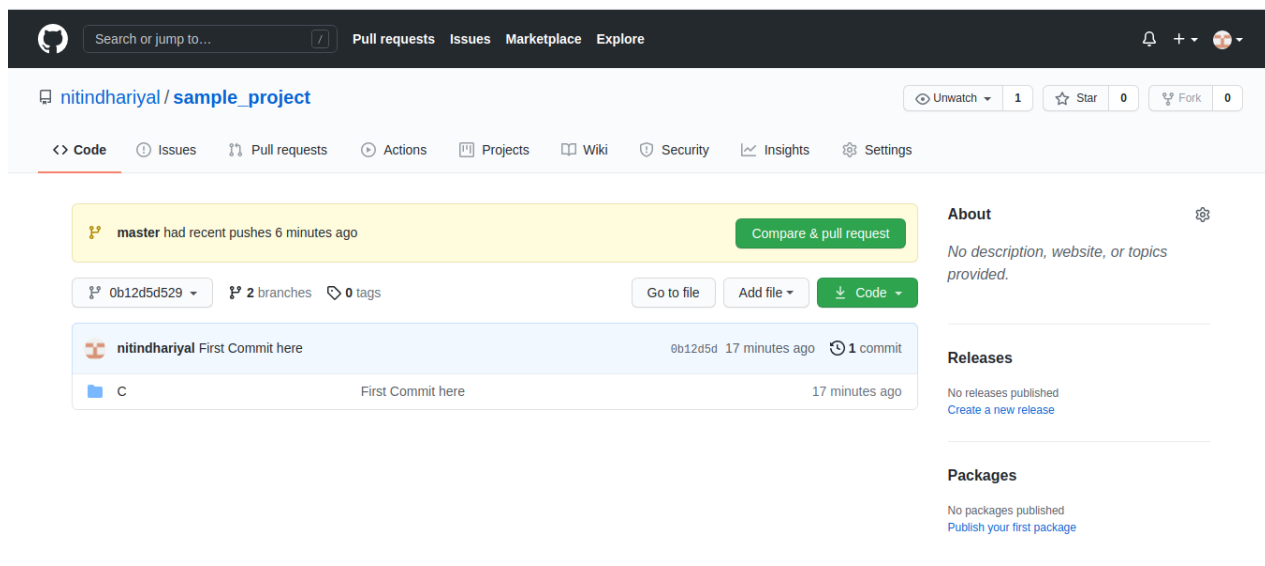 Search or jump to… / Pull requests Issues Marketplace Explore
nitindhariyal / sample_project Unwatch 1 Star 0 Fork 0
Code Issues Pull requests Actions Projects Wiki Security Insights Settings
master had recent pushes 6 minutes ago Compare & pull request
0b12d5d529 2 branches 0 tags Go to file Add file Code
nitindhariyal First Commit here 0b12d5d 17 minutes ago 1 commit
C First Commit here 17 minutes ago
About
No description, website, or topics
provided.
Releases
No releases published
Create a new release
Packages
No packages published
Publish your first package